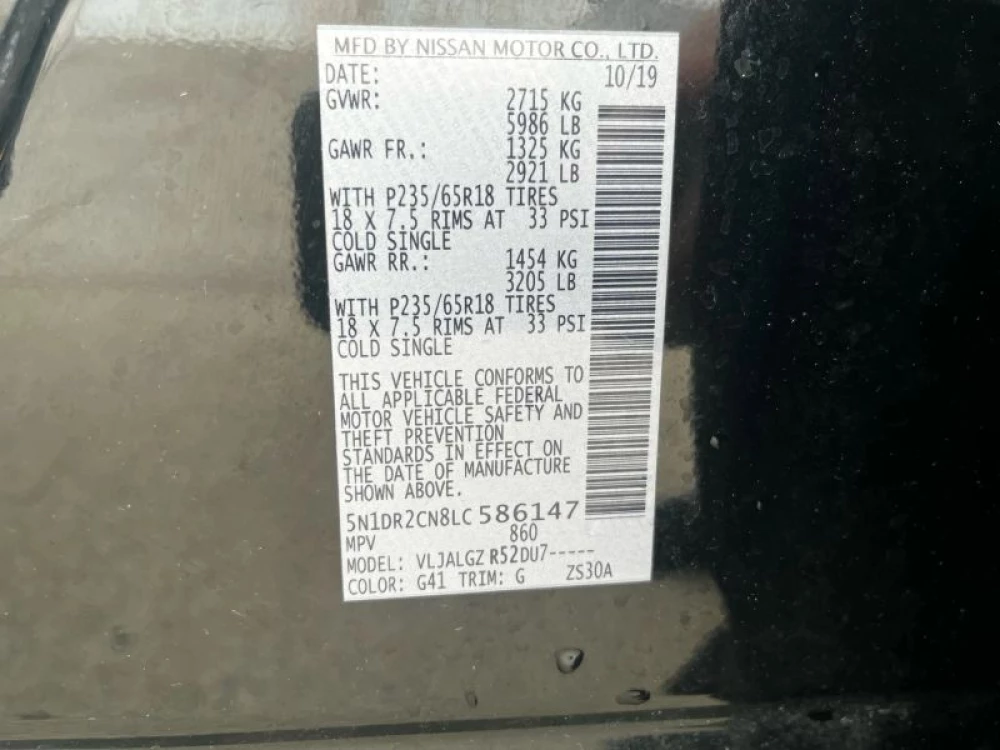 MFD BY NISSAN MOTOR CO., LTD.
DATE: 10/19
GVWR: 2715 KG
5986 LB
GAWR FR.: 1325 KG
2921 LB
WITH P235/65R18 TIRES
18 X 7.5 RIMS AT 33 PSI
COLD SINGLE
GAWR RR.: 1454 KG
3205 LB
WITH P235/65R18 TIRES
18 X 7.5 RIMS AT 33 PSI
COLD SINGLE
THIS VEHICLE CONFORMS TO
ALL APPLICABLE FEDERAL
MOTOR VEHICLE SAFETY AND
THEFT PREVENTION
STANDARDS IN EFFECT ON
THE DATE OF MANUFACTURE
SHOWN ABOVE.
5N1DR2CN8LC586147
MPV 860
MODEL: VLJALGZ R52DU7-----
COLOR: G41 TRIM: G ZS30A